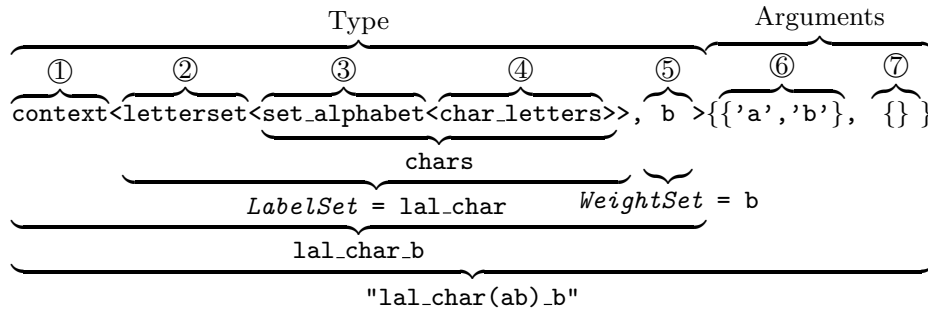 Type Arguments
① ② ③ ④ ⑤ ⑥ ⑦
context<letterset<set_alphabet<char_letters>>, b >{{'a','b'}, {} }
chars
LabelSet = lal_char WeightSet = b
lal_char_b
"lal_char(ab)_b"